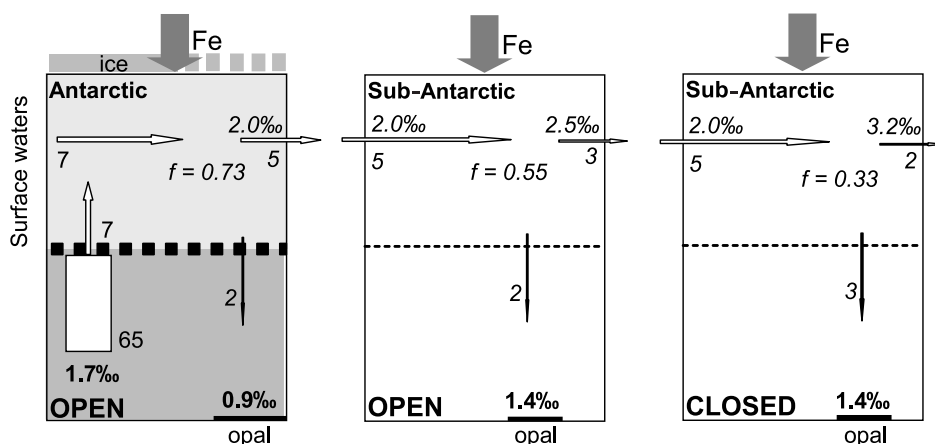 Fe
ice
Surface waters
Antarctic
7
2.0‰
5
f = 0.73
7
2
65
1.7‰
OPEN
0.9‰
opal
Fe
Sub-Antarctic
2.0‰
5
2.5‰
3
f = 0.55
2
OPEN
1.4‰
opal
Fe
Sub-Antarctic
2.0‰
5
3.2‰
2
f = 0.33
3
CLOSED
1.4‰
opal